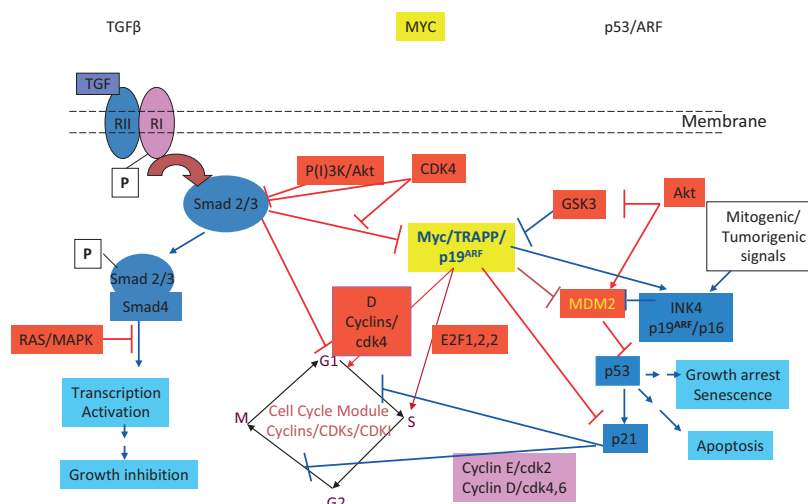 TGFβ
MYC
p53/ARF
TGF
RII
RI
Membrane
P
P(I)3K/Akt
CDK4
Smad 2/3
GSK3
Akt
Mitogenic/
Tumorigenic
signals
Myc/TRAPP/
p19ARF
P
Smad 2/3
Smad4
MDM2
INK4
p19ARF/p16
D
Cyclins/
cdk4
E2F1,2,2
RAS/MAPK
G1
p53
Growth arrest
Senescence
Transcription
Activation
M
Cell Cycle Module
Cyclins/CDKs/CDKI
S
p21
Apoptosis
Growth inhibition
Cyclin E/cdk2
Cyclin D/cdk4,6
G2